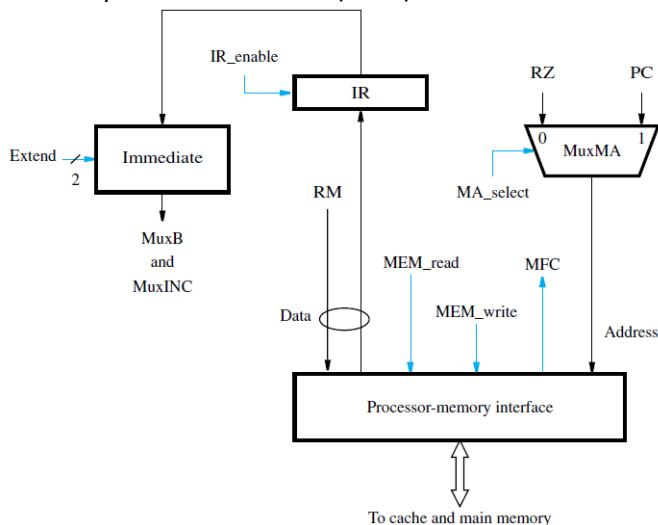 IR_enable
IR
RZ
PC
0
1
MuxMA
Extend
2
Immediate
MA_select
RM
MuxB
and
MuxINC
MEM_read
MFC
Data
MEM_write
Address
Processor-memory interface
To cache and main memory